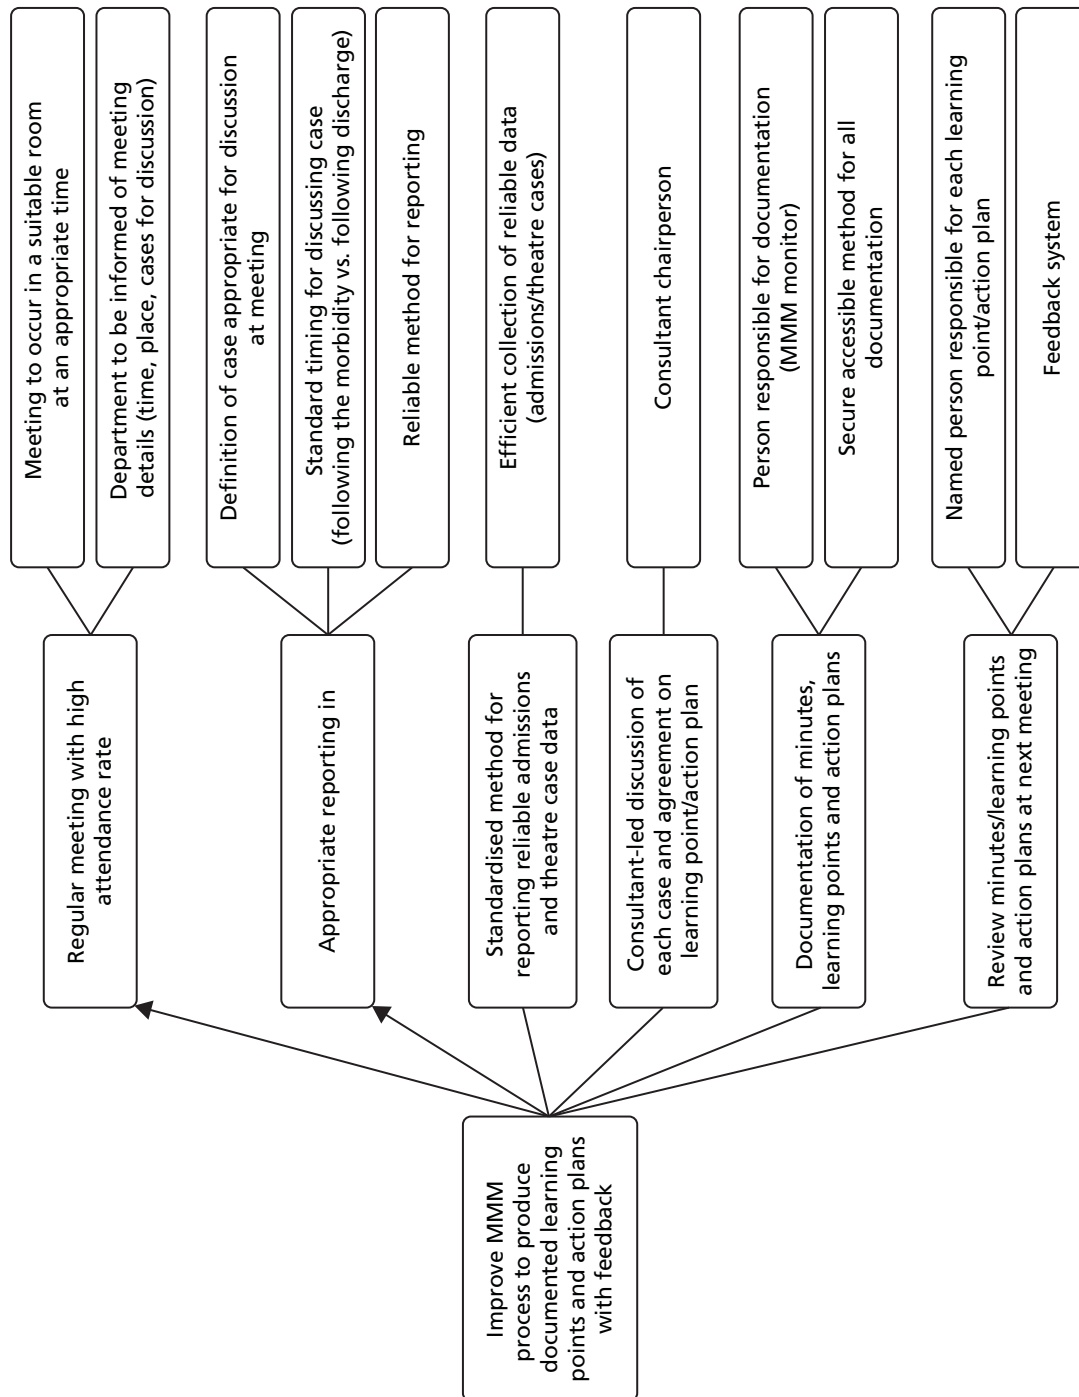 Improve MMM
process to produce
documented learning
points and action plans
with feedback
Regular meeting with high
attendance rate
Appropriate reporting in
Standardised method for
reporting reliable admissions
and theatre case data
Consultant-led discussion of
each case and agreement on
learning point/action plan
Documentation of minutes,
learning points and action plans
Review minutes/learning points
and action plans at next meeting
Meeting to occur in a suitable room
at an appropriate time
Department to be informed of meeting
details (time, place, cases for discussion)
Definition of case appropriate for discussion
at meeting
Standard timing for discussing case
(following the morbidity vs. following discharge)
Reliable method for reporting
Efficient collection of reliable data
(admissions/theatre cases)
Consultant chairperson
Person responsible for documentation
(MMM monitor)
Secure accessible method for all
documentation
Named person responsible for each learning
point/action plan
Feedback system